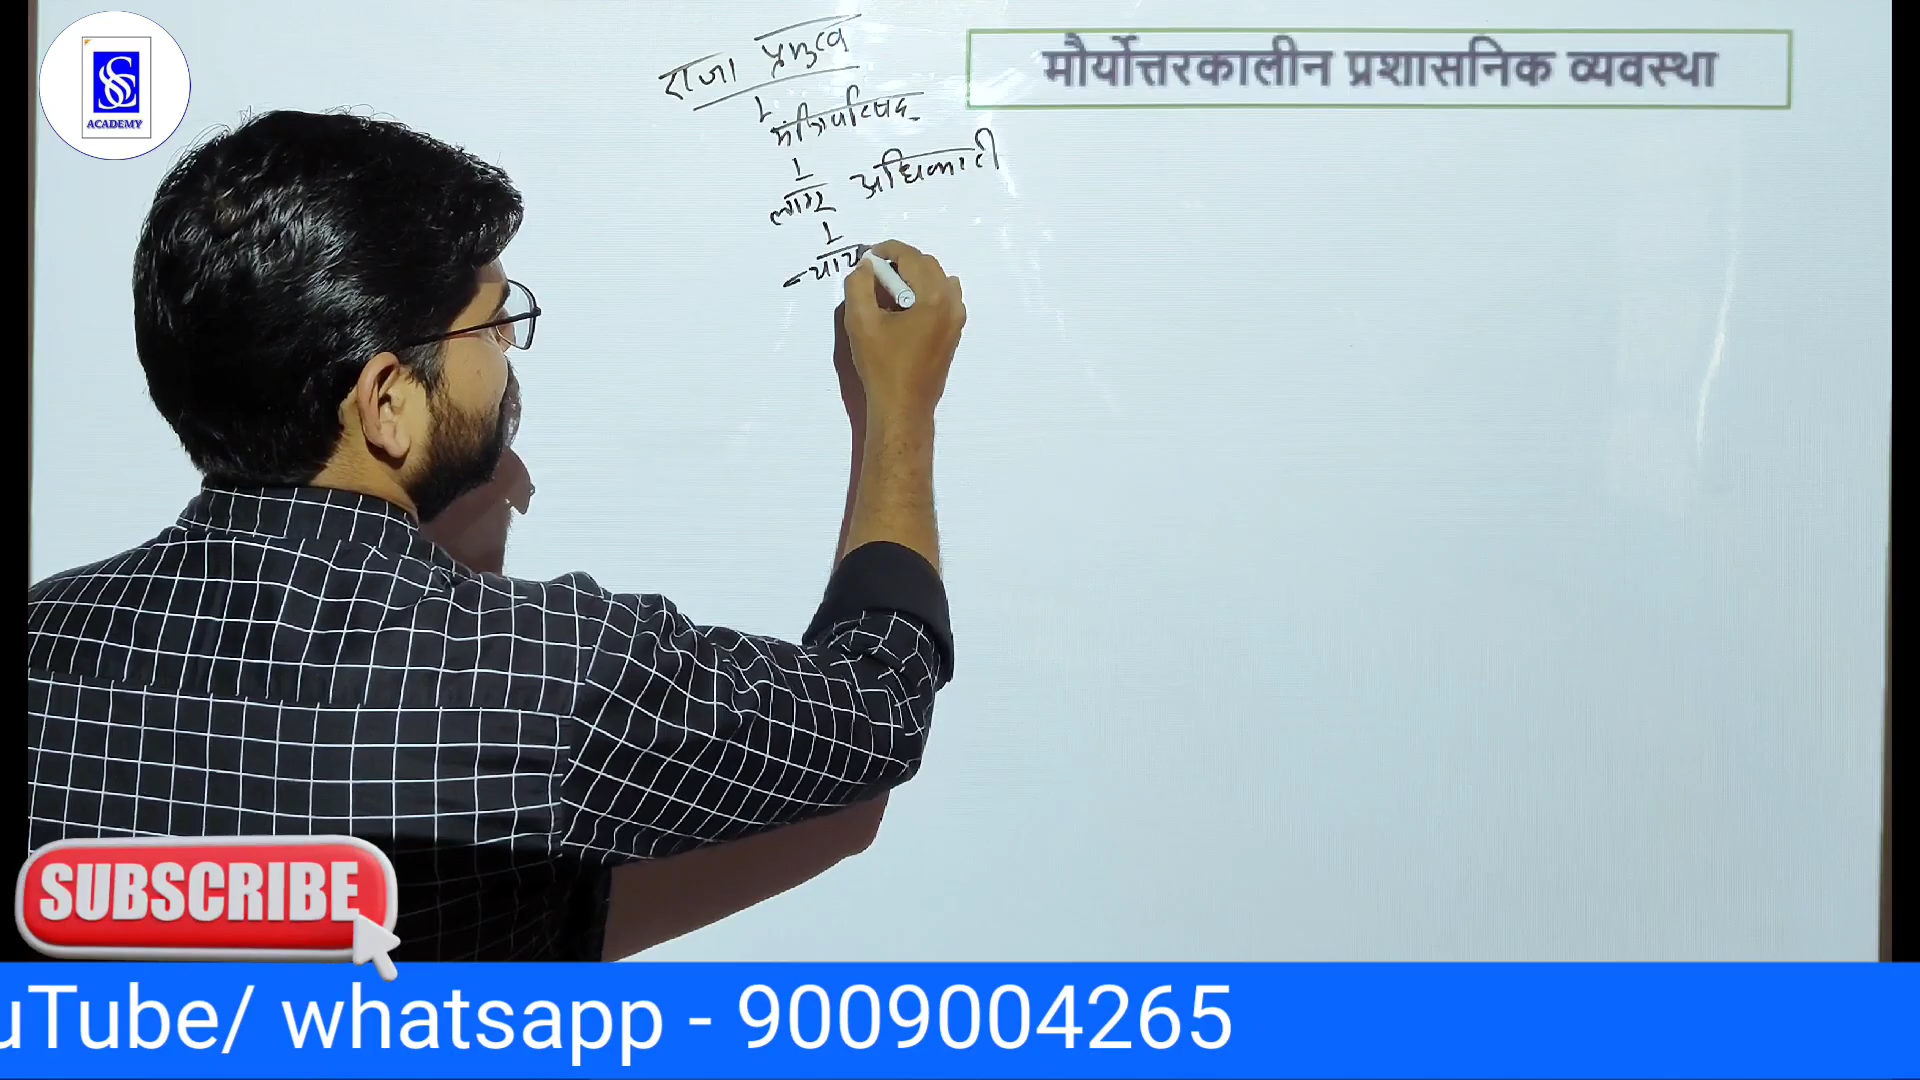 ACADEMY
मौर्योत्तरकालीन प्रशासनिक व्यवस्था
राजा प्रमुख
मंत्रिपरिषद
अधिकारी
न्याय
SUBSCRIBE
uTube/ whatsapp - 9009004265